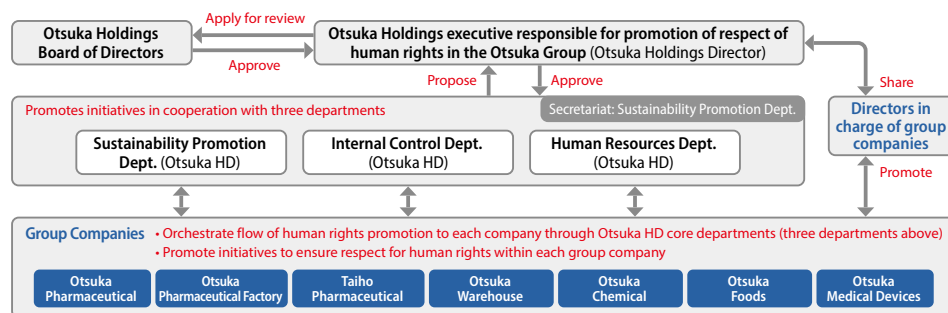 Otsuka Holdings
Board of Directors
Apply for review
Approve
Otsuka Holdings executive responsible for promotion of respect of
human rights in the Otsuka Group (Otsuka Holdings Director)
Propose
Approve
Share
Promotes initiatives in cooperation with three departments
Secretariat: Sustainability Promotion Dept.
Sustainability Promotion
Dept. (Otsuka HD)
Internal Control Dept.
(Otsuka HD)
Human Resources Dept.
(Otsuka HD)
Directors in
charge of group
companies
Promote
Group Companies
• Orchestrate flow of human rights promotion to each company through Otsuka HD core departments (three departments above)
• Promote initiatives to ensure respect for human rights within each group company
Otsuka
Pharmaceutical
Otsuka
Pharmaceutical Factory
Taiho
Pharmaceutical
Otsuka
Warehouse
Otsuka
Chemical
Otsuka
Foods
Otsuka
Medical Devices